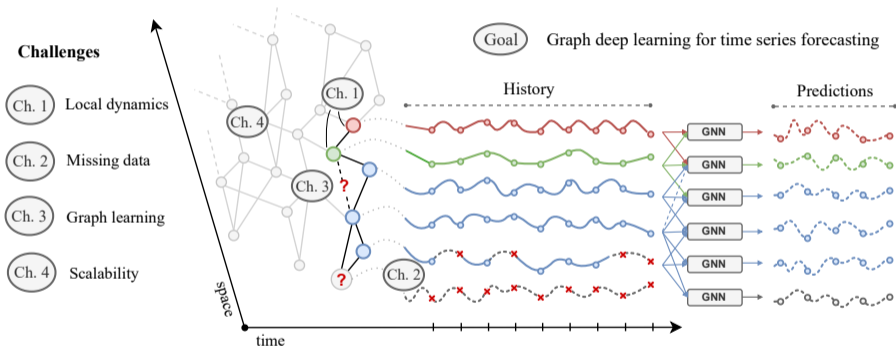 Goal Graph deep learning for time series forecasting
Challenges
Ch. 1 Local dynamics
Ch. 2 Missing data
Ch. 3 Graph learning
Ch. 4 Scalability
Ch. 1
Ch. 4
Ch. 3
?
?
Ch. 2
History
Predictions
GNN
GNN
GNN
GNN
GNN
GNN
space
time